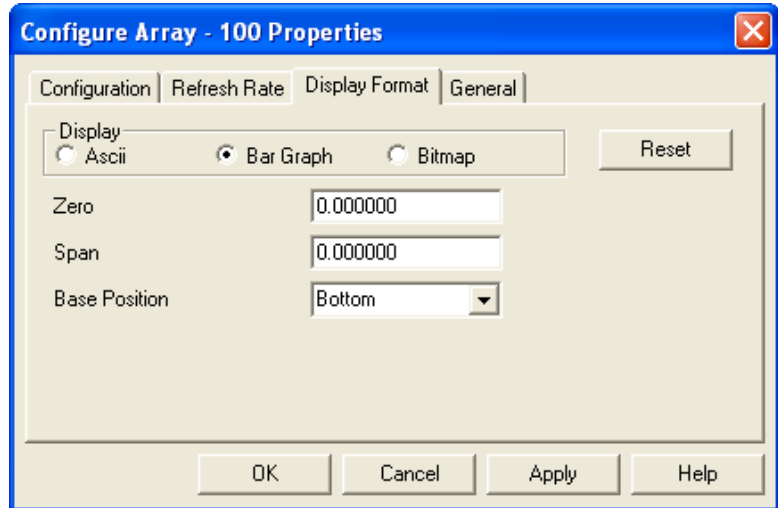 Configure Array - 100 Properties
Configuration Refresh Rate Display Format General
Display
Ascii Bar Graph Bitmap Reset
Zero 0.000000
Span 0.000000
Base Position Bottom
OK Cancel Apply Help